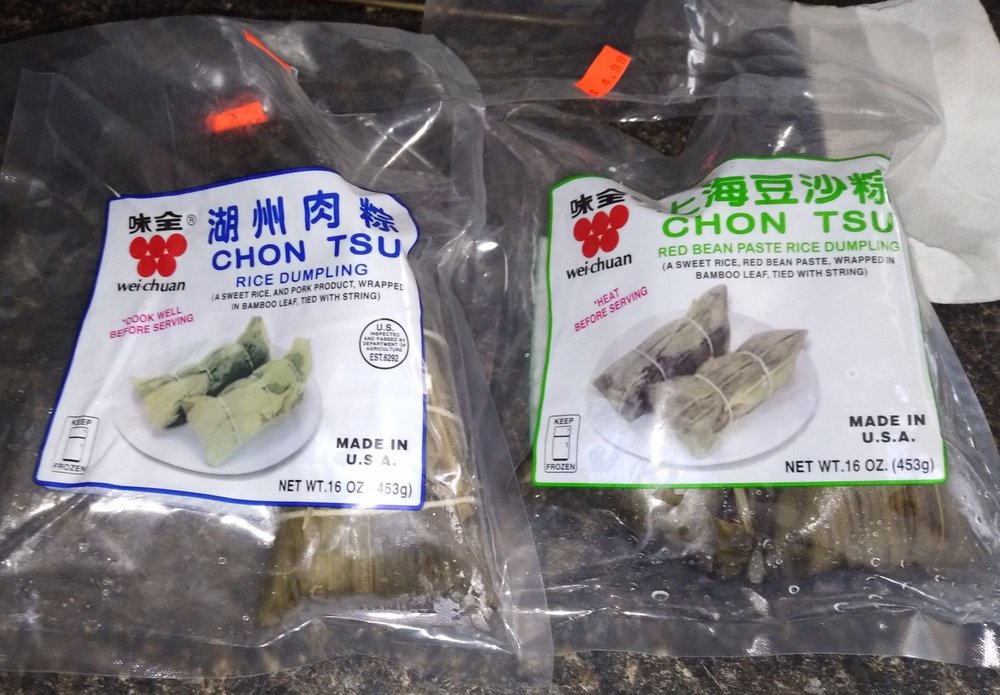 味全®
wei-chuan
湖州肉粽
CHON TSU
RICE DUMPLING
(A SWEET RICE, AND PORK PRODUCT, WRAPPED
IN BAMBOO LEAF, TIED WITH STRING)
*COOK WELL
BEFORE SERVING
U.S.
INSPECTED
AND PASSED BY
DEPARTMENT OF
AGRICULTURE
EST.6292
KEEP
FROZEN
MADE IN
U.S.A.
NET WT.16 OZ. (453g)
$4.99
味全®
wei-chuan
上海豆沙粽
CHON TSU
RED BEAN PASTE RICE DUMPLING
(A SWEET RICE, RED BEAN PASTE, WRAPPED IN
BAMBOO LEAF, TIED WITH STRING)
*HEAT
BEFORE SERVING
KEEP
FROZEN
MADE IN
U.S.A.
NET WT.16 OZ. (453g)